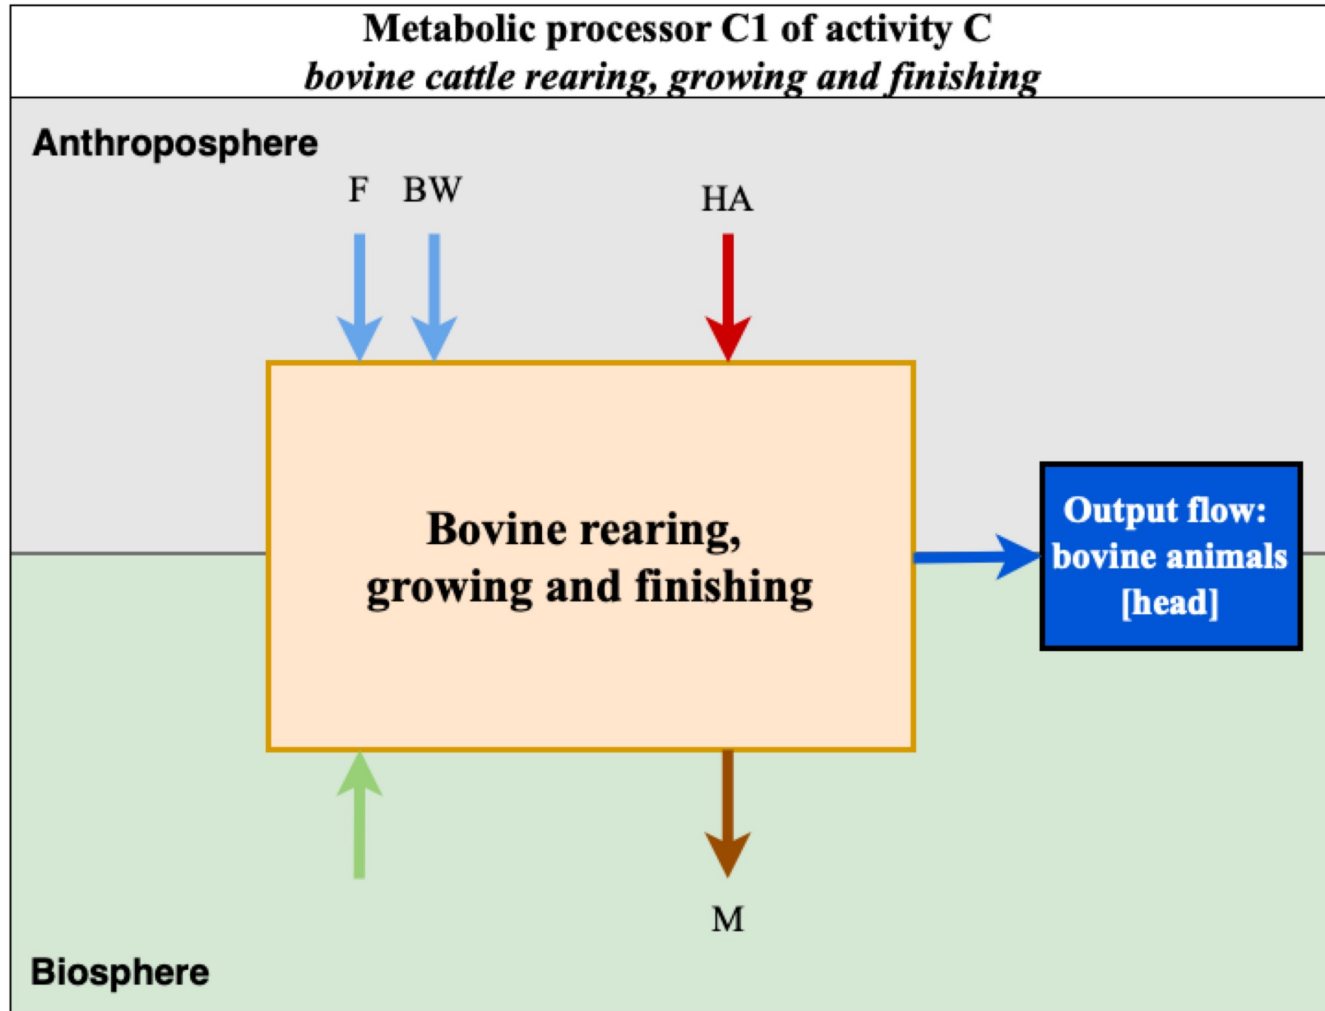 Metabolic processor C1 of activity C
bovine cattle rearing, growing and finishing
Anthroposphere
F BW HA
Bovine rearing,
growing and finishing
Output flow:
bovine animals
[head]
M
Biosphere